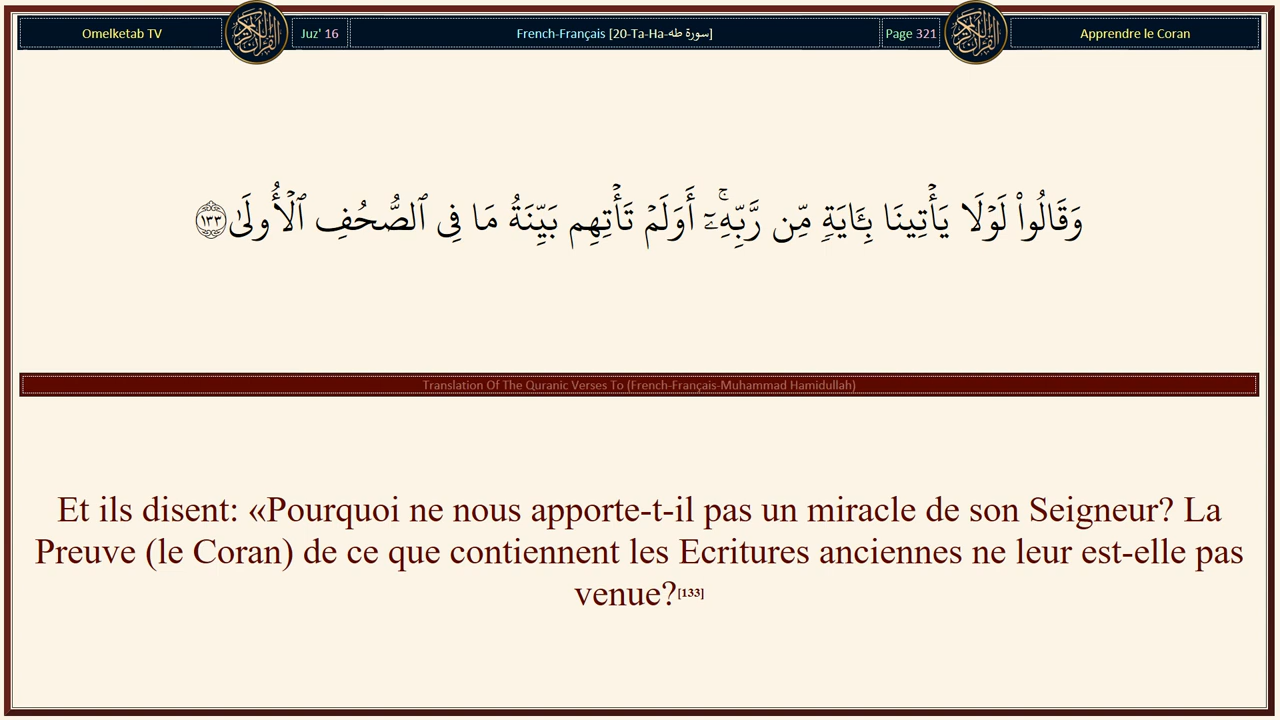 Omelketab TV
Juz' 16
French-Français [20-Ta-Ha-سورة طه]
Page 321
Apprendre le Coran
وَقَالُوا۟ لَوْلَا يَأْتِينَا بِـَٔايَةٍۢ مِّن رَّبِّهِۦٓ ۚ أَوَلَمْ تَأْتِهِم بَيِّنَةُ مَا فِى ٱلصُّحُفِ ٱلْأُولَىٰ ١٣٣
Translation Of The Quranic Verses To (French-Français-Muhammad Hamidullah)
Et ils disent: «Pourquoi ne nous apporte-t-il pas un miracle de son Seigneur? La
Preuve (le Coran) de ce que contiennent les Ecritures anciennes ne leur est-elle pas
venue?[133]